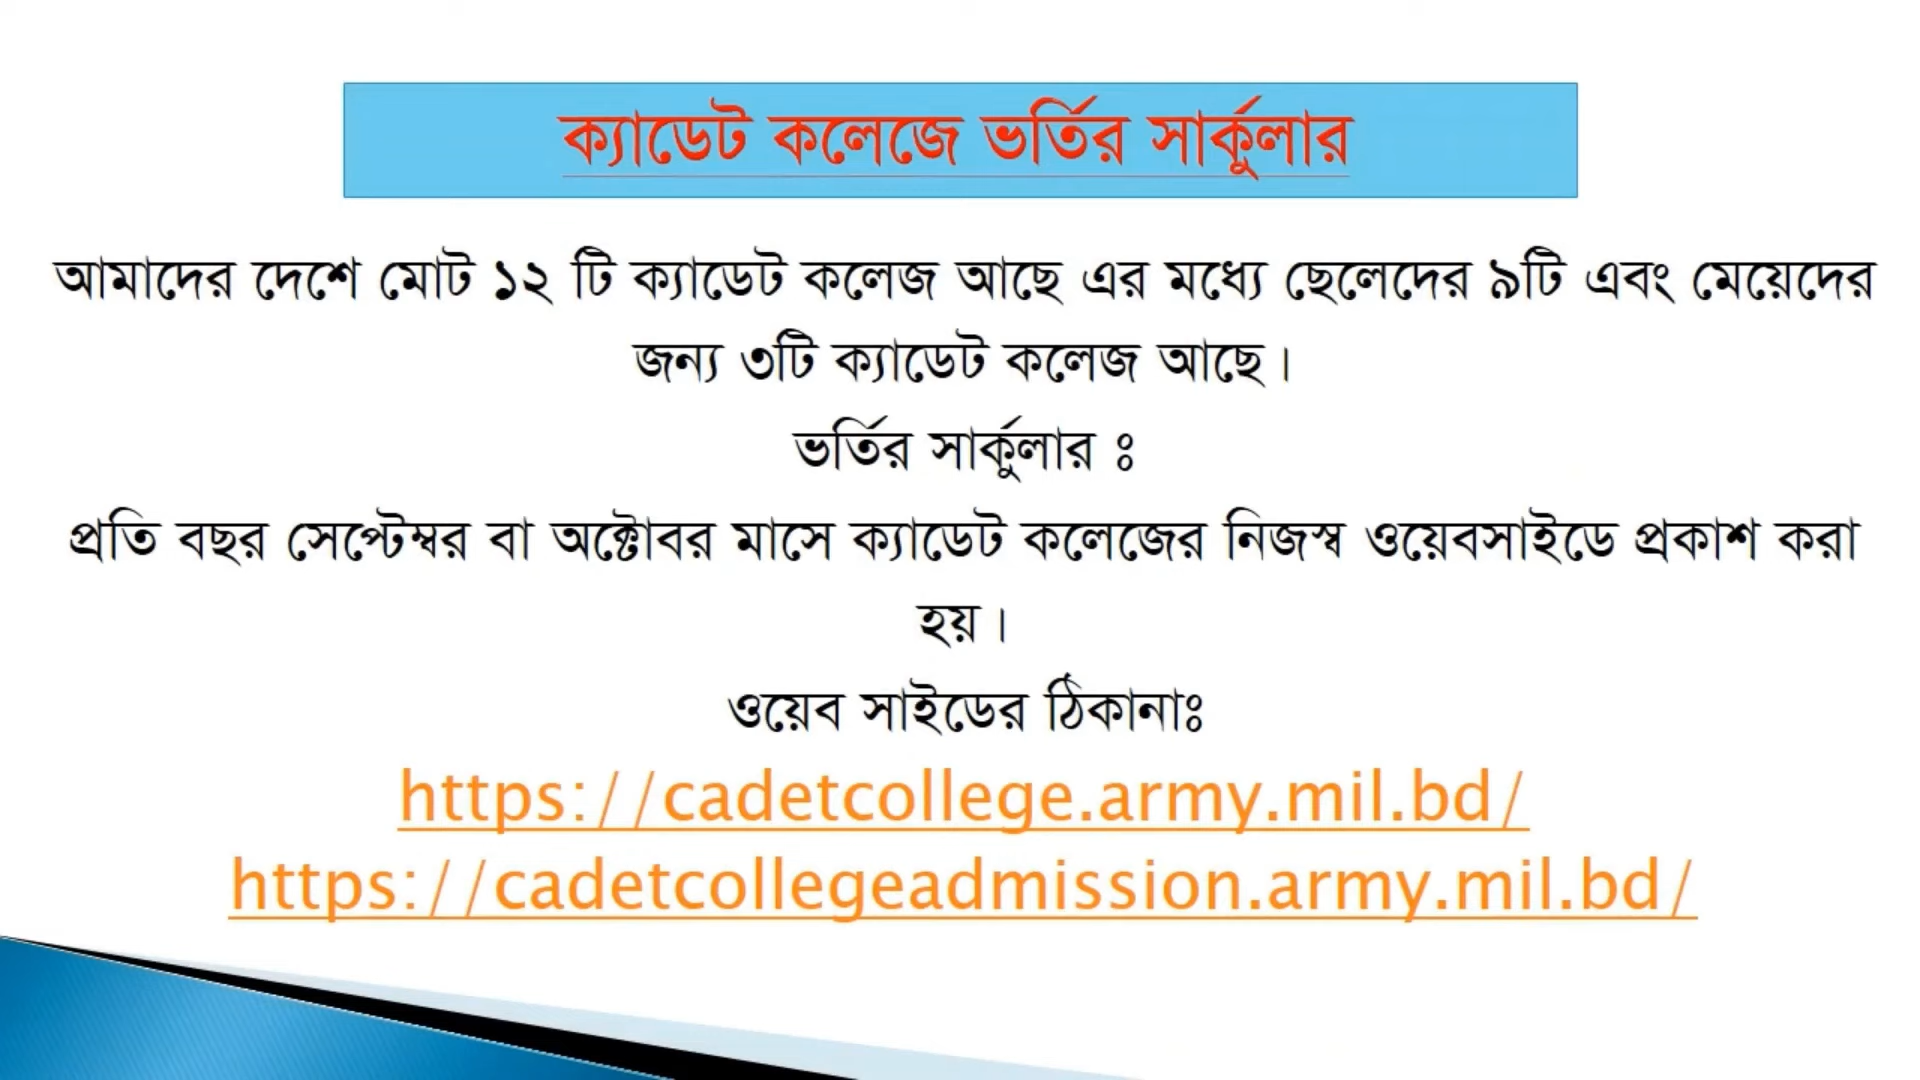 ক্যাডেট কলেজে ভর্তির সার্কুলার
আমাদের দেশে মোট ১২ টি ক্যাডেট কলেজ আছে এর মধ্যে ছেলেদের ৯টি এবং মেয়েদের
জন্য ৩টি ক্যাডেট কলেজ আছে।
ভর্তির সার্কুলার ঃ
প্রতি বছর সেপ্টেম্বর বা অক্টোবর মাসে ক্যাডেট কলেজের নিজস্ব ওয়েবসাইডে প্রকাশ করা
হয়।
ওয়েব সাইডের ঠিকানাঃ
https://cadetcollege.army.mil.bd/
https://cadetcollegeadmission.army.mil.bd/